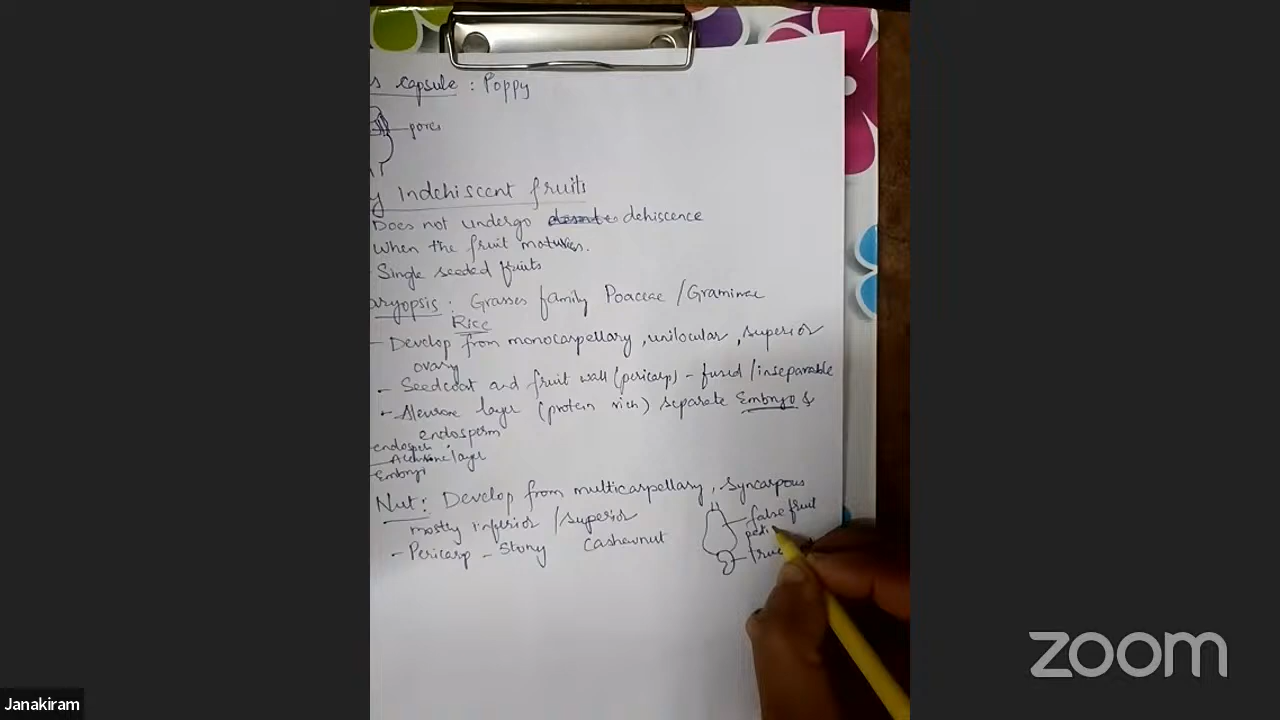 s capsule : Poppy
pores
y Indehiscent fruits
Does not undergo dehiscence
When the fruit matures.
- Single seeded fruits
aryopsis : Grasses family Poaceae / Graminae
Rice
- Develop from monocarpellary, unilocular, superior
ovary
- Seedcoat and fruit wall (pericarp) - fused / inseparable
- Aleurone layer (protein rich) separate Embryo &
endosperm
Aleurone layer
Embryo
Nut : Develop from multicarpellary, syncarpous
mostly inferior / superior
- Pericarp - Stony Cashewnut
false fruit
pedi
true
Janakiram
zoom